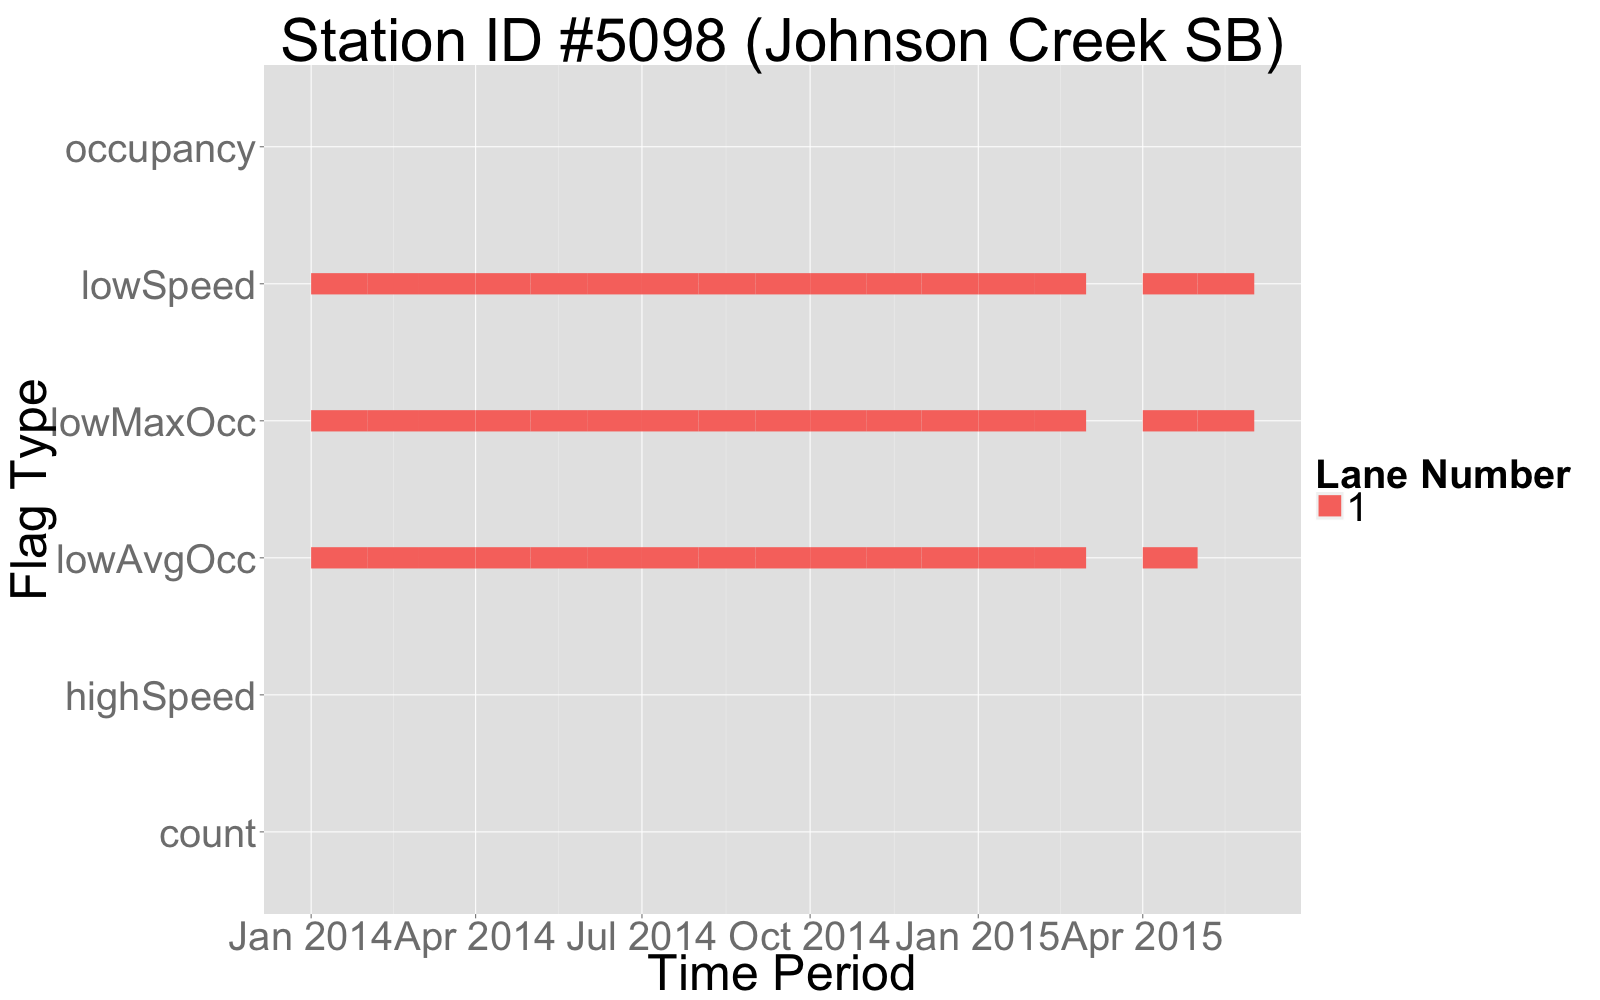 Station ID #5098 (Johnson Creek SB)
occupancy
lowSpeed
lowMaxOcc
lowAvgOcc
highSpeed
count
Flag Type
Jan 2014 Apr 2014 Jul 2014 Oct 2014 Jan 2015 Apr 2015
Time Period
Lane Number
1